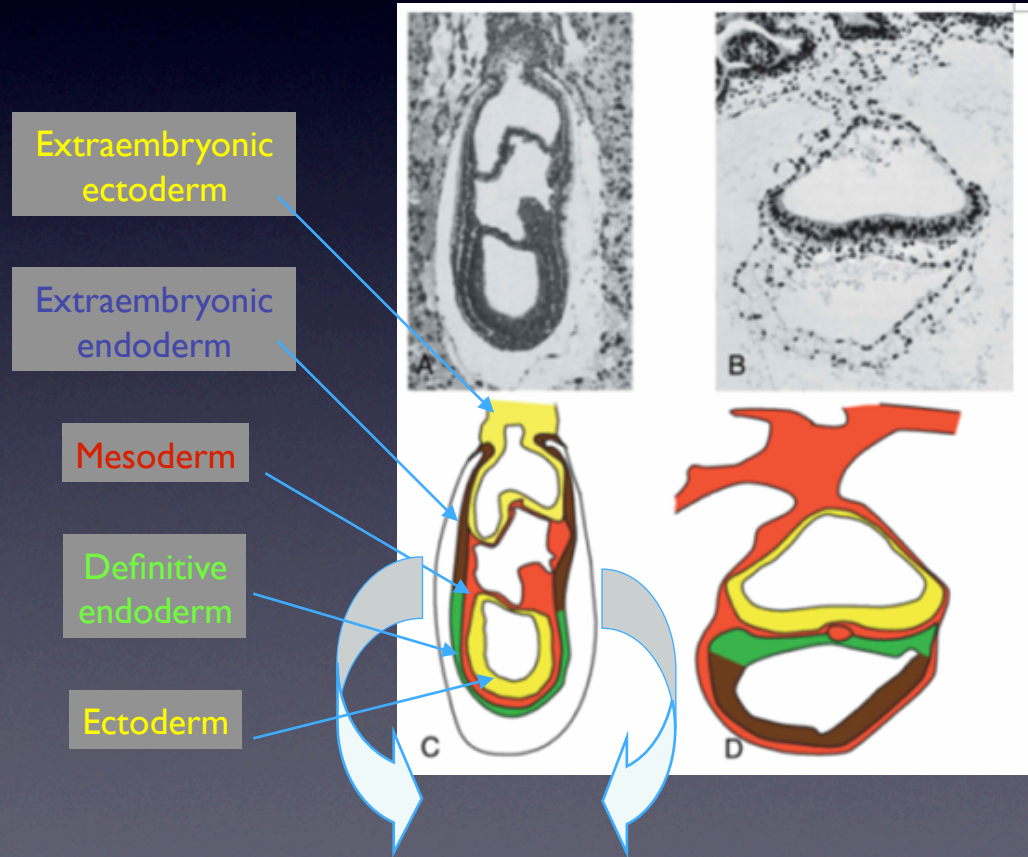 Extraembryonic
ectoderm
Extraembryonic
endoderm
Mesoderm
Definitive
endoderm
Ectoderm
A
B
C
D